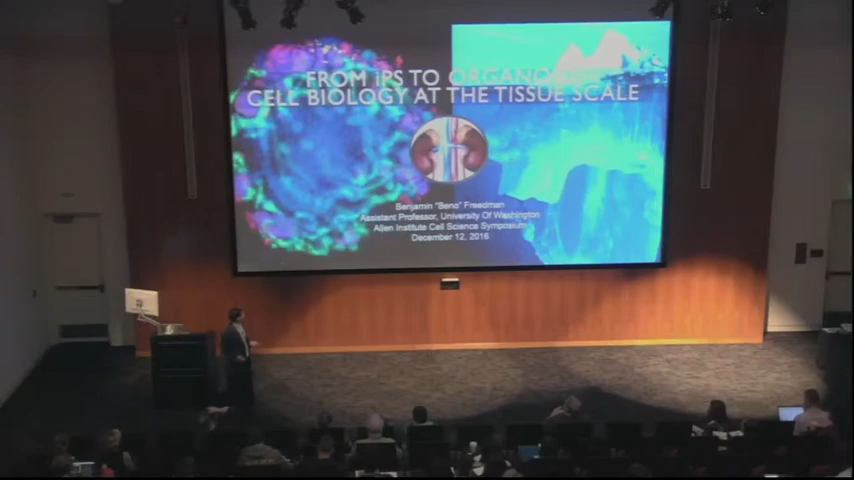 FROM iPS TO ORGANO
CELL BIOLOGY AT THE TISSUE SCALE
Benjamin "Beno" Freedman
Assistant Professor, University Of Washington
Allen Institute Cell Science Symposium
December 12, 2016